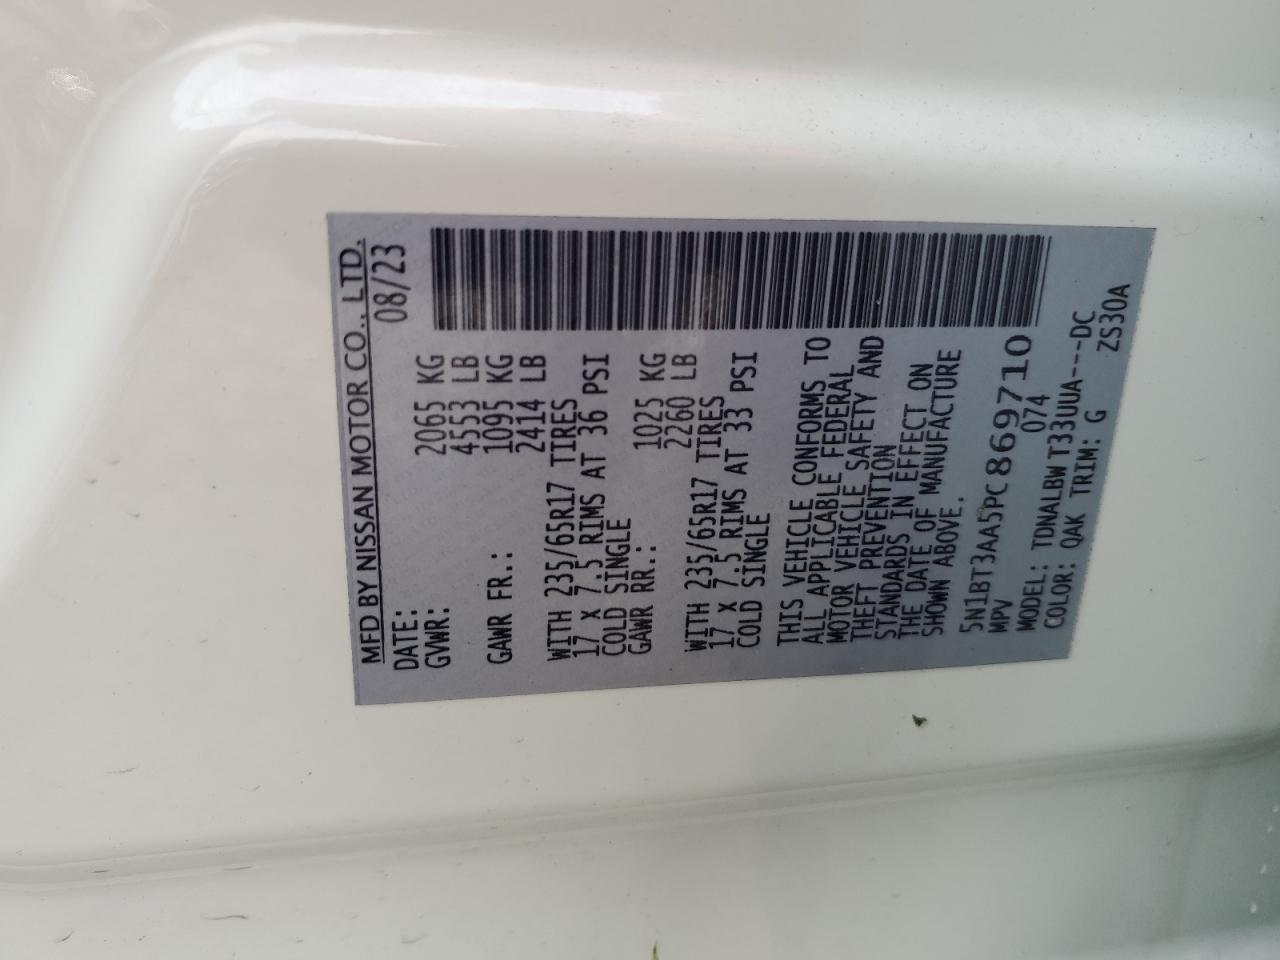 MFD BY NISSAN MOTOR CO., LTD.
DATE: 08/23
GVWR: 2065 KG
4553 LB
GAWR FR.: 1095 KG
2414 LB
WITH 235/65R17 TIRES
17 X 7.5 RIMS AT 36 PSI
COLD SINGLE
GAWR RR.: 1025 KG
2260 LB
WITH 235/65R17 TIRES
17 X 7.5 RIMS AT 33 PSI
COLD SINGLE
THIS VEHICLE CONFORMS TO
ALL APPLICABLE FEDERAL
MOTOR VEHICLE SAFETY AND
THEFT PREVENTION
STANDARDS IN EFFECT ON
THE DATE OF MANUFACTURE
SHOWN ABOVE.
5N1BT3AA5PC869710
MPV 074
MODEL: TDNALBW T33UUA---DC
COLOR: QAK TRIM: G ZS30A